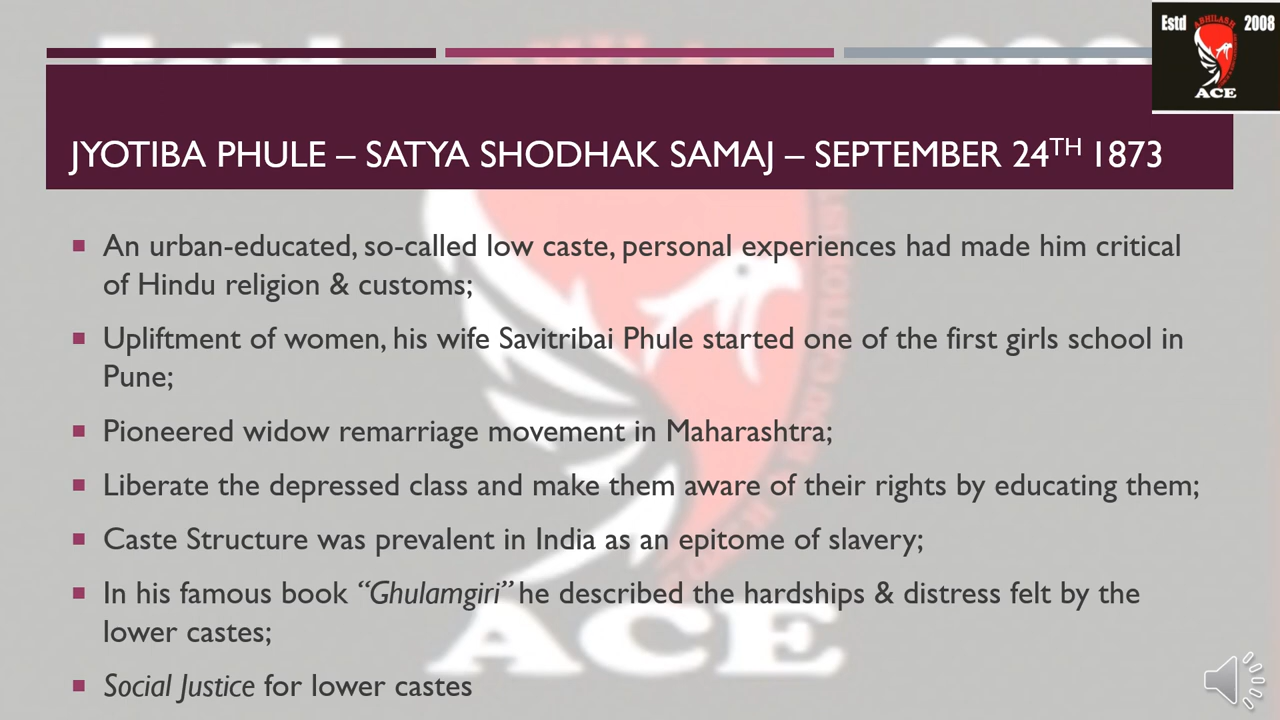 Estd ABHILASH 2008
ACE
JYOTIBA PHULE – SATYA SHODHAK SAMAJ – SEPTEMBER 24TH 1873
An urban-educated, so-called low caste, personal experiences had made him critical
of Hindu religion & customs;
Upliftment of women, his wife Savitribai Phule started one of the first girls school in
Pune;
Pioneered widow remarriage movement in Maharashtra;
Liberate the depressed class and make them aware of their rights by educating them;
Caste Structure was prevalent in India as an epitome of slavery;
In his famous book “Ghulamgiri” he described the hardships & distress felt by the
lower castes;
Social Justice for lower castes
ACE